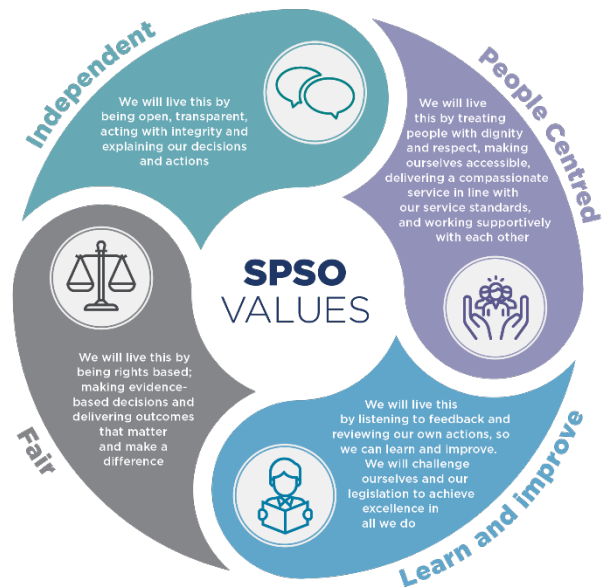 Independent
We will live this by
being open, transparent,
acting with integrity and
explaining our decisions
and actions
People Centred
We will live
this by treating
people with dignity
and respect, making
ourselves accessible,
delivering a compassionate
service in line with
our service standards,
and working supportively
with each other
SPSO
VALUES
Fair
We will live this by
being rights based;
making evidence-
based decisions and
delivering outcomes
that matter
and make a
difference
Learn and improve
We will live this
by listening to feedback and
reviewing our own actions, so
we can learn and improve.
We will challenge
ourselves and our
legislation to achieve
excellence in
all we do